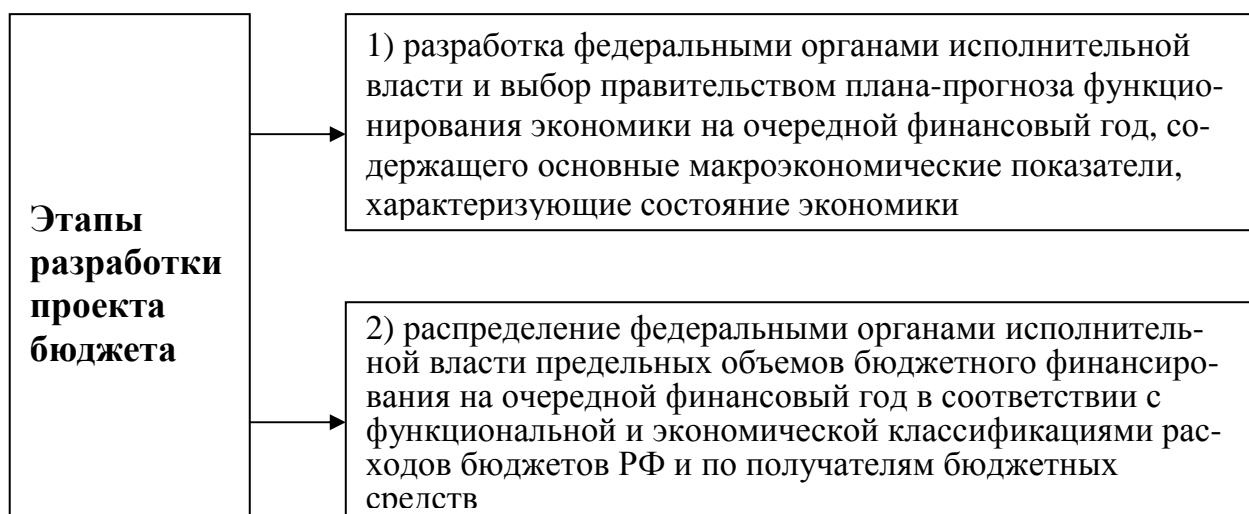 Этапы
разработки
проекта
бюджета
1) разработка федеральными органами исполнительной
власти и выбор правительством плана-прогноза функцио-
нирования экономики на очередной финансовый год, со-
держащего основные макроэкономические показатели,
характеризующие состояние экономики
2) распределение федеральными органами исполнитель-
ной власти предельных объемов бюджетного финансиро-
вания на очередной финансовый год в соответствии с
функциональной и экономической классификациями рас-
ходов бюджетов РФ и по получателям бюджетных
средств